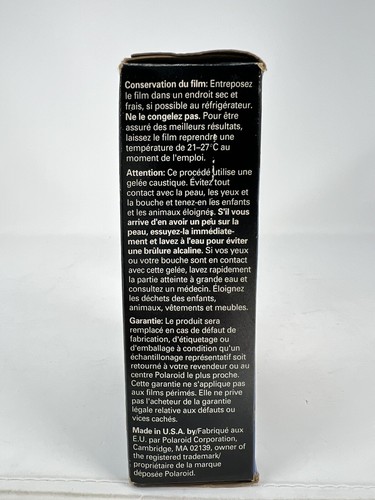 Conservation du film: Entreposez
le film dans un endroit sec et
frais, si possible au réfrigérateur.
Ne le congelez pas. Pour être
assuré des meilleurs résultats,
laissez le film reprendre une
température de 21–27°C au
moment de l'emploi.
Attention: Ce procédé utilise une
gelée caustique. Évitez tout
contact avec la peau, les yeux et
la bouche et tenez-en les enfants
et les animaux éloignés. S'il vous
arrive d'en avoir un peu sur la
peau, essuyez-la immédiate-
ment et lavez à l'eau pour éviter
une brûlure alcaline. Si vos yeux
ou votre bouche sont en contact
avec cette gelée, lavez rapidement
la partie atteinte à grande eau et
consultez un médecin. Éloignez
les déchets des enfants,
animaux, vêtements et meubles.
Garantie: Le produit sera
remplacé en cas de défaut de
fabrication, d'étiquetage ou
d'emballage à condition qu'un
échantillonage représentatif soit
retourné à votre revendeur ou au
centre Polaroid le plus proche.
Cette garantie ne s'applique pas
aux films périmés. Elle ne prive
pas l'acheteur de la garantie
légale relative aux défauts ou
vices cachés.
Made in U.S.A. by/Fabriqué aux
E.U. par Polaroid Corporation,
Cambridge, MA 02139, owner of
the registered trademark/
propriétaire de la marque
déposée Polaroid.